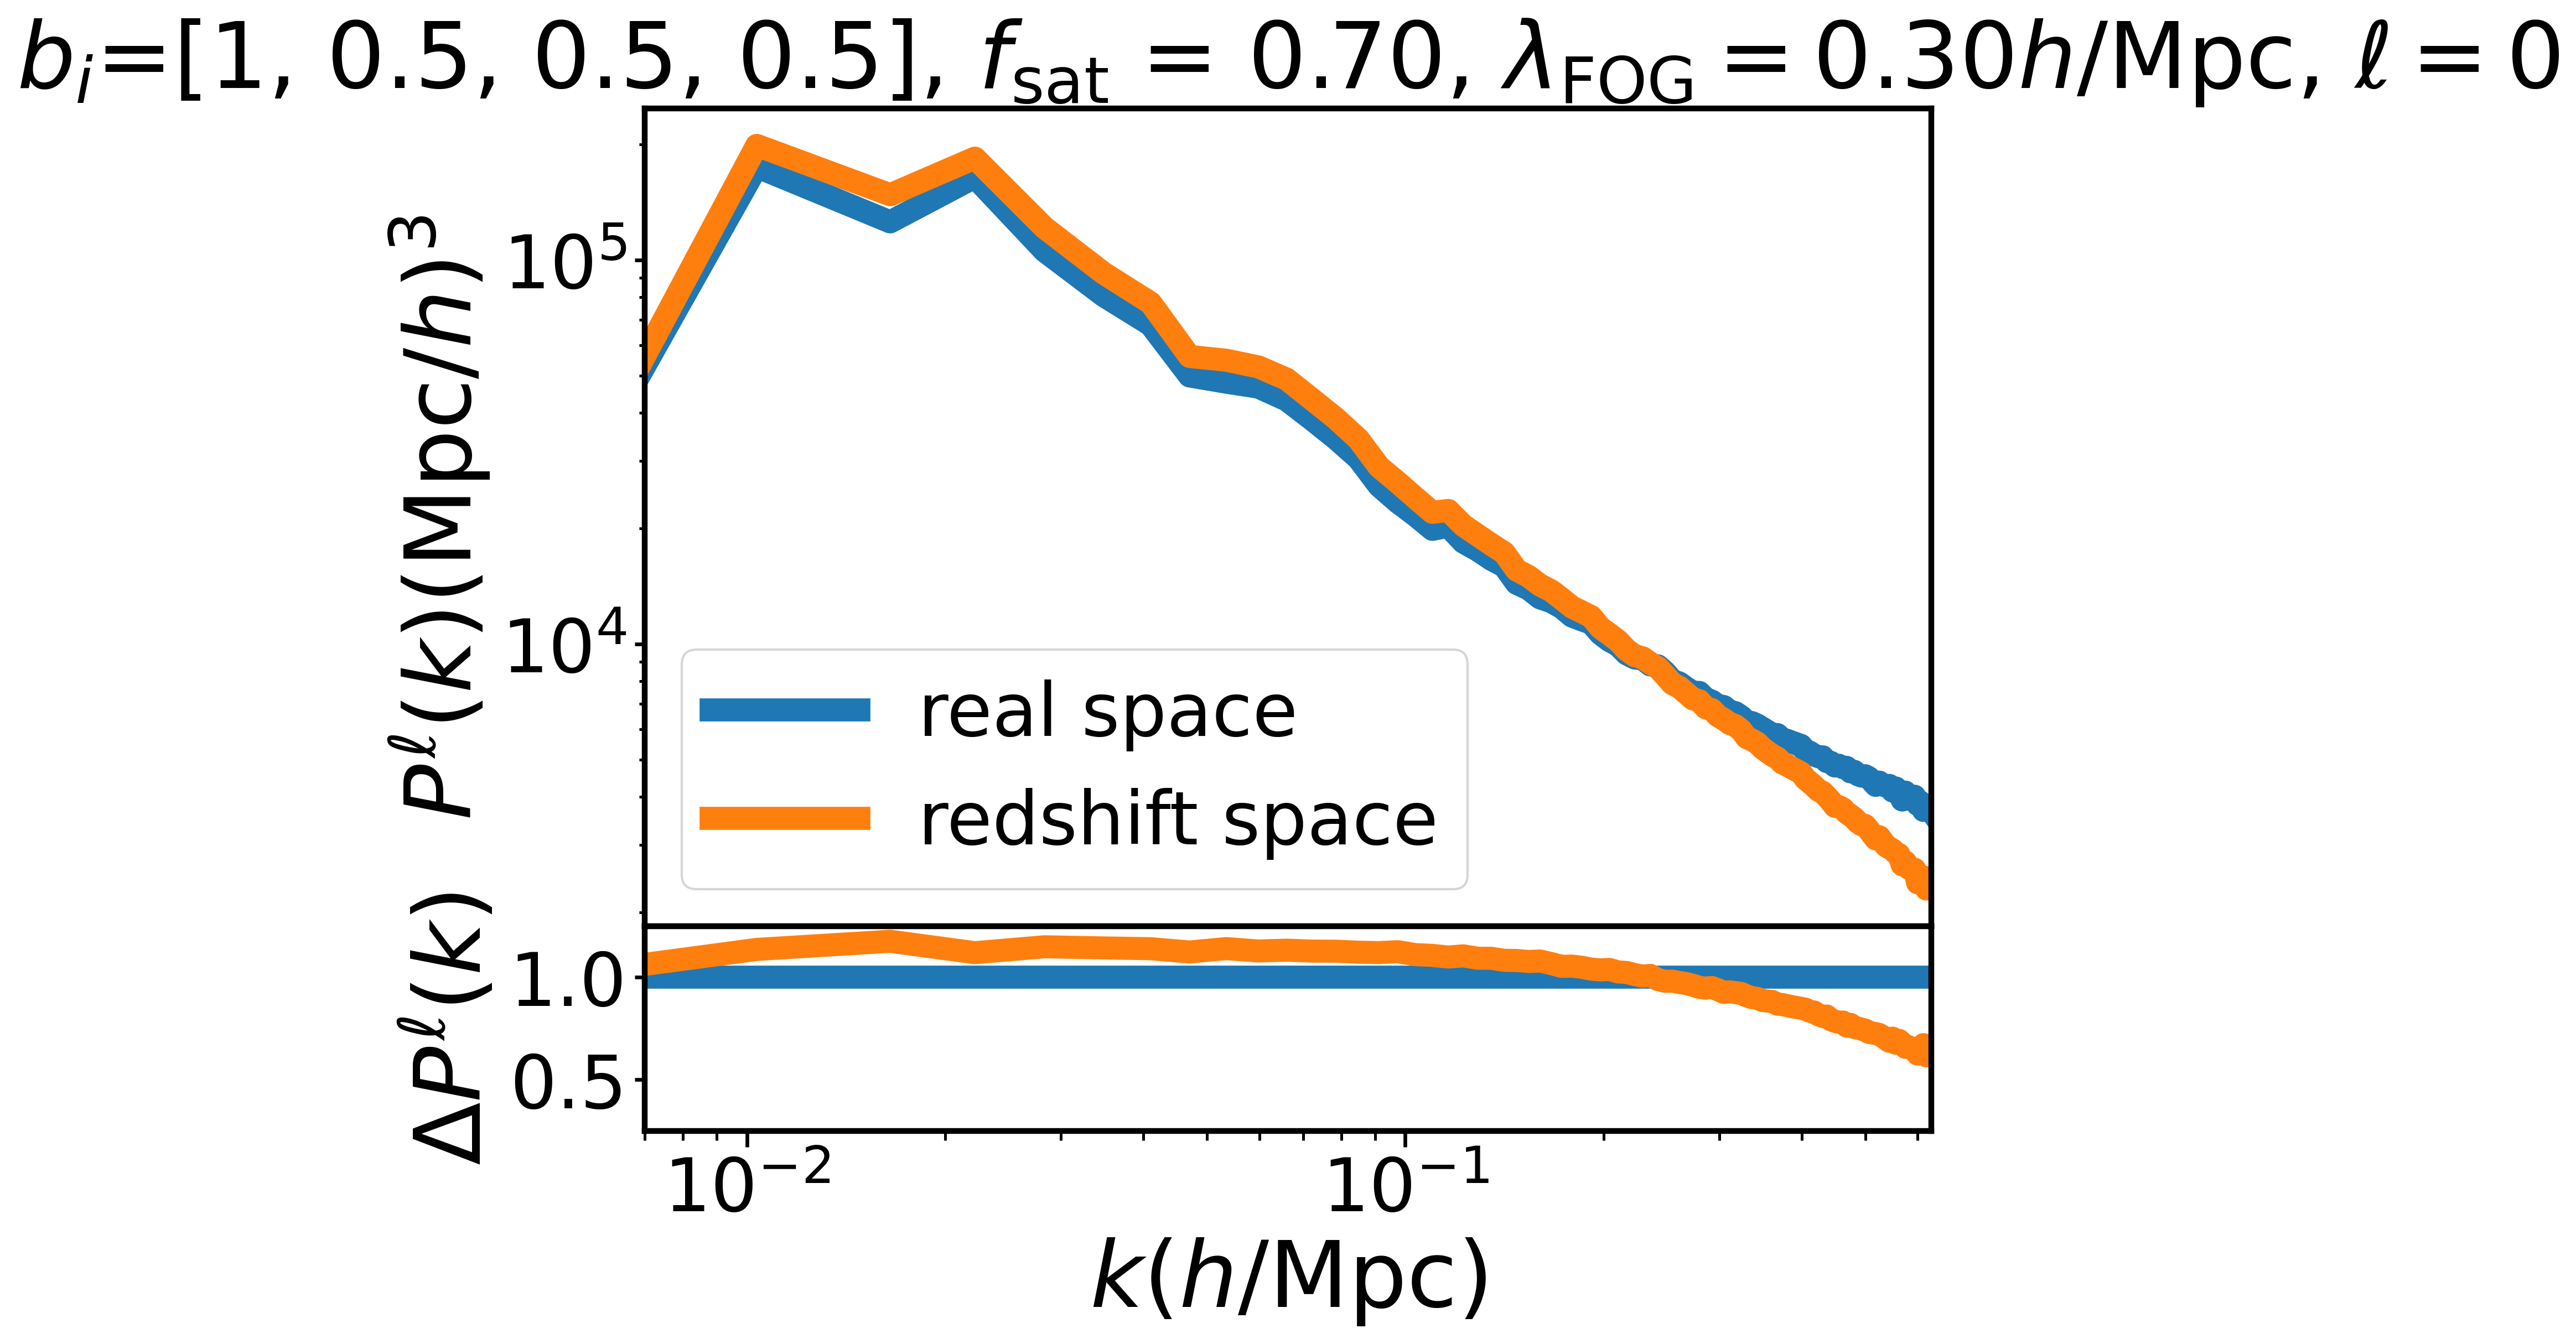 b_i=[1, 0.5, 0.5, 0.5], f_sat = 0.70, λ_FOG = 0.30h/Mpc, ℓ = 0
P^ℓ(k)(Mpc/h)^3
10^5
10^4
real space
redshift space
ΔP^ℓ(k)
1.0
0.5
10^−2
10^−1
k(h/Mpc)